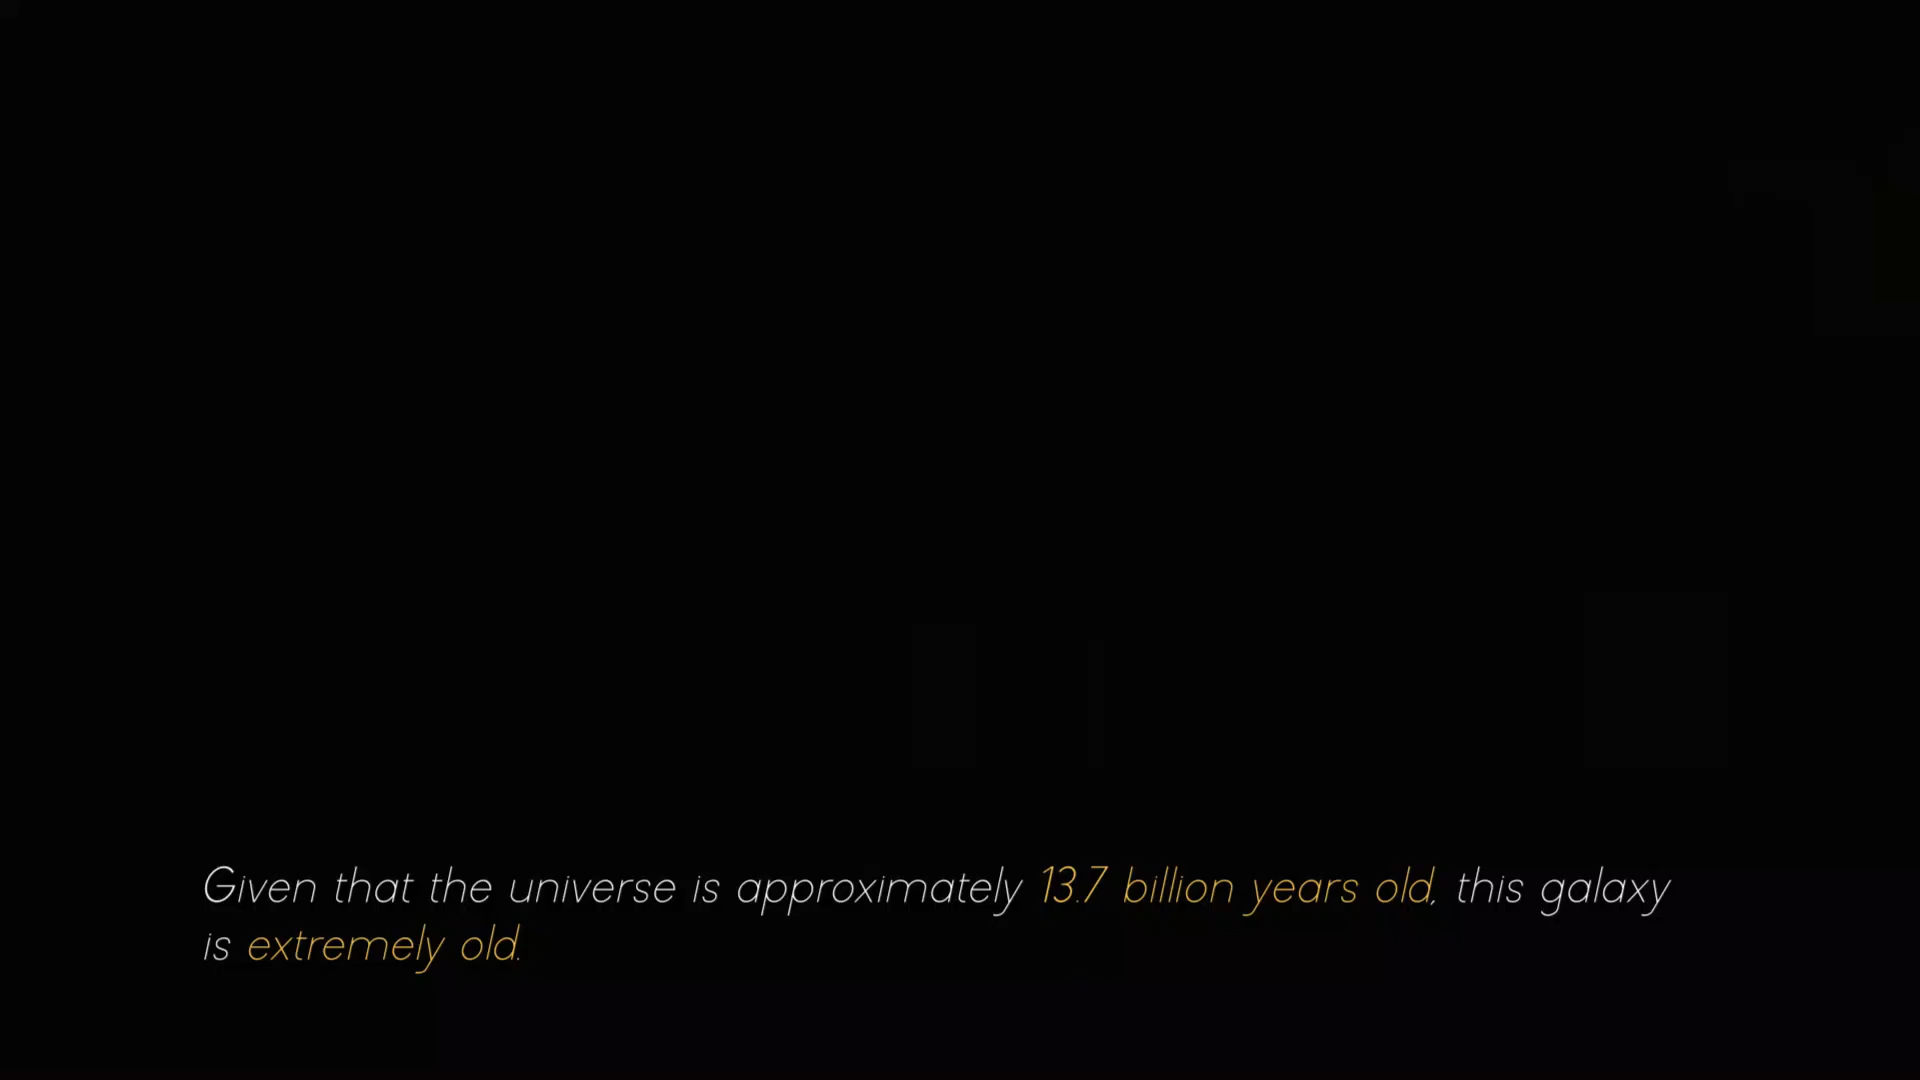 Given that the universe is approximately 13.7 billion years old, this galaxy
is extremely old.